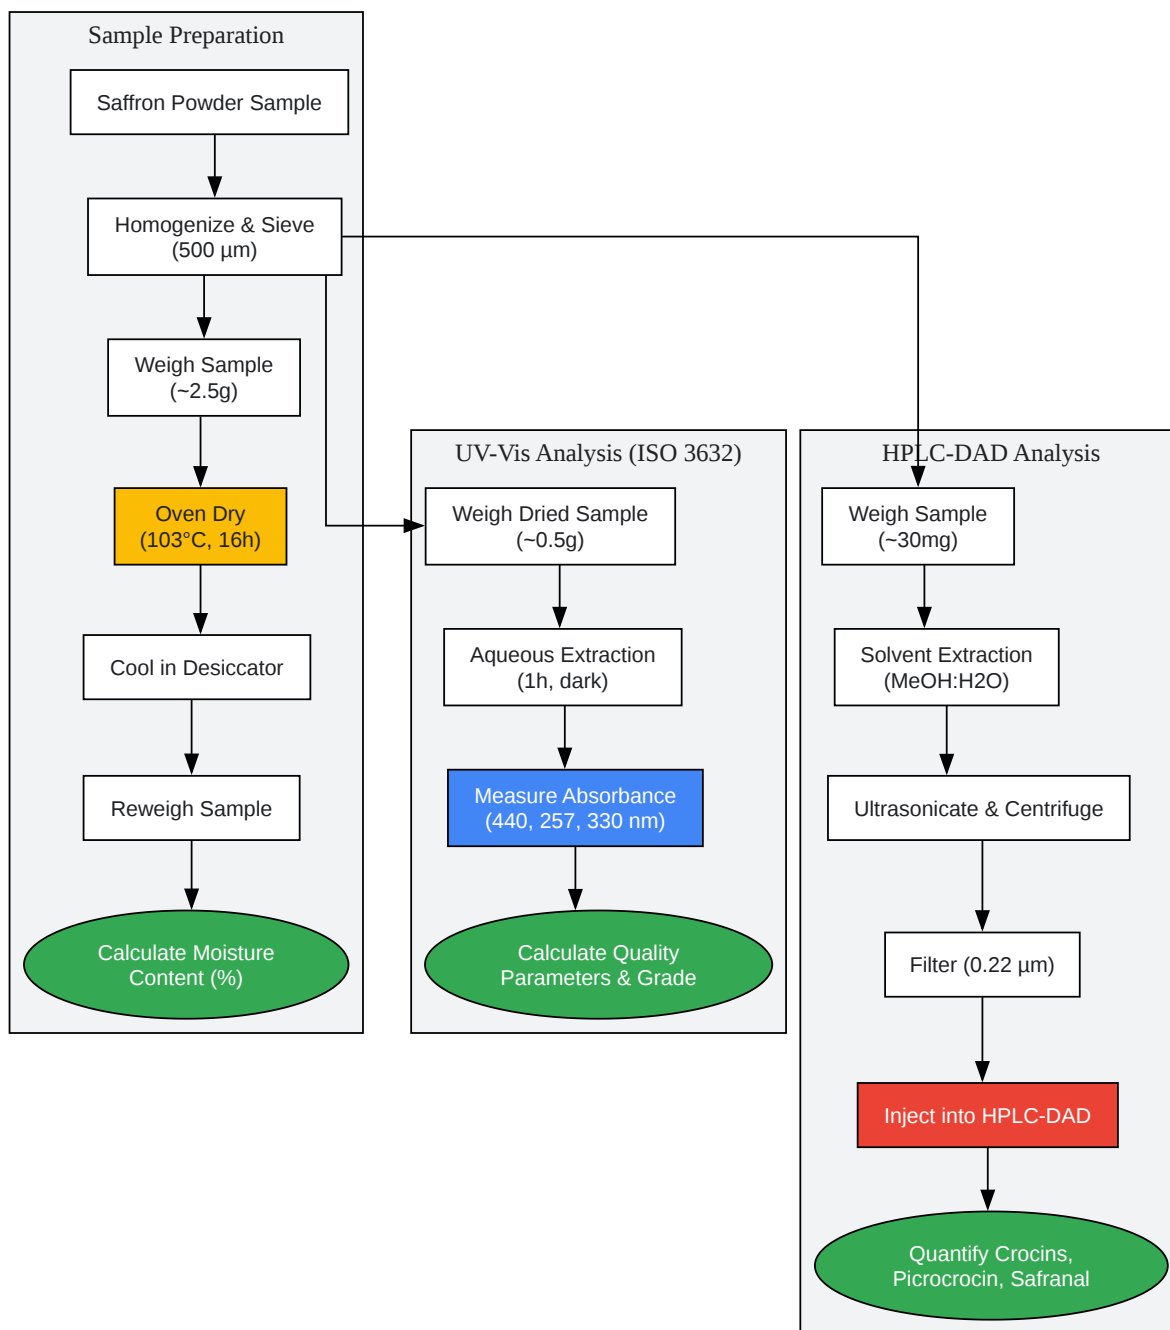 Sample Preparation
Saffron Powder Sample
Homogenize & Sieve
(500 µm)
Weigh Sample
(~2.5g)
Oven Dry
(103°C, 16h)
Cool in Desiccator
Reweigh Sample
Calculate Moisture
Content (%)
UV-Vis Analysis (ISO 3632)
Weigh Dried Sample
(~0.5g)
Aqueous Extraction
(1h, dark)
Measure Absorbance
(440, 257, 330 nm)
Calculate Quality
Parameters & Grade
HPLC-DAD Analysis
Weigh Sample
(~30mg)
Solvent Extraction
(MeOH:H2O)
Ultrasonicate & Centrifuge
Filter (0.22 µm)
Inject into HPLC-DAD
Quantify Crocins,
Picrocrocin, Safranal